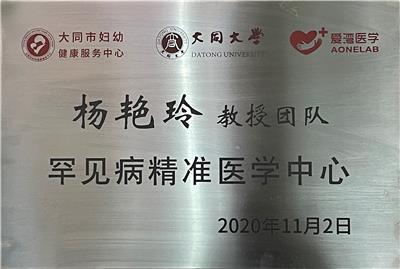 大同市妇幼
健康服务中心
大同大学
DATONG UNIVERSITY
爱湾医学
AONELAB
杨艳玲 教授团队
罕见病精准医学中心
2020年11月2日